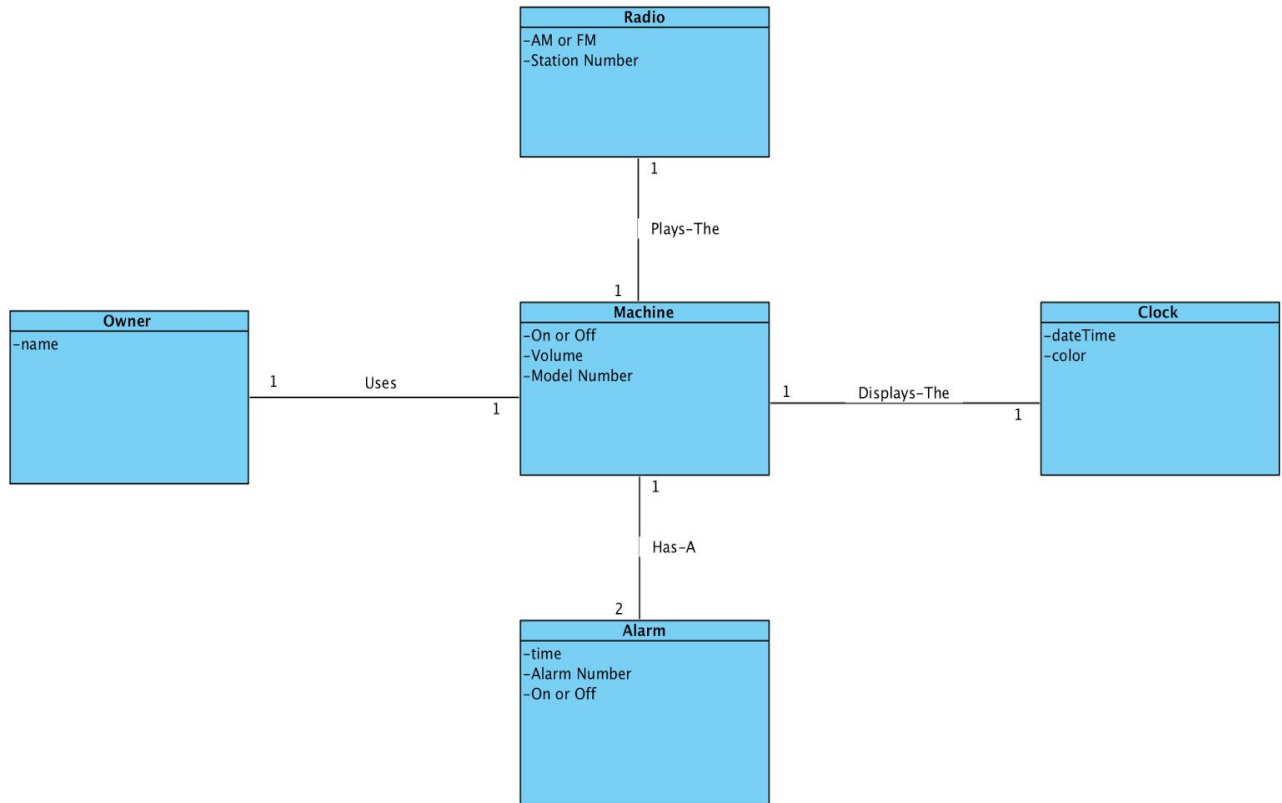 Radio
-AM or FM
-Station Number
1
Plays-The
1
Owner
-name
1
Uses
1
Machine
-On or Off
-Volume
-Model Number
1
Displays-The
1
Clock
-dateTime
-color
1
Has-A
2
Alarm
-time
-Alarm Number
-On or Off